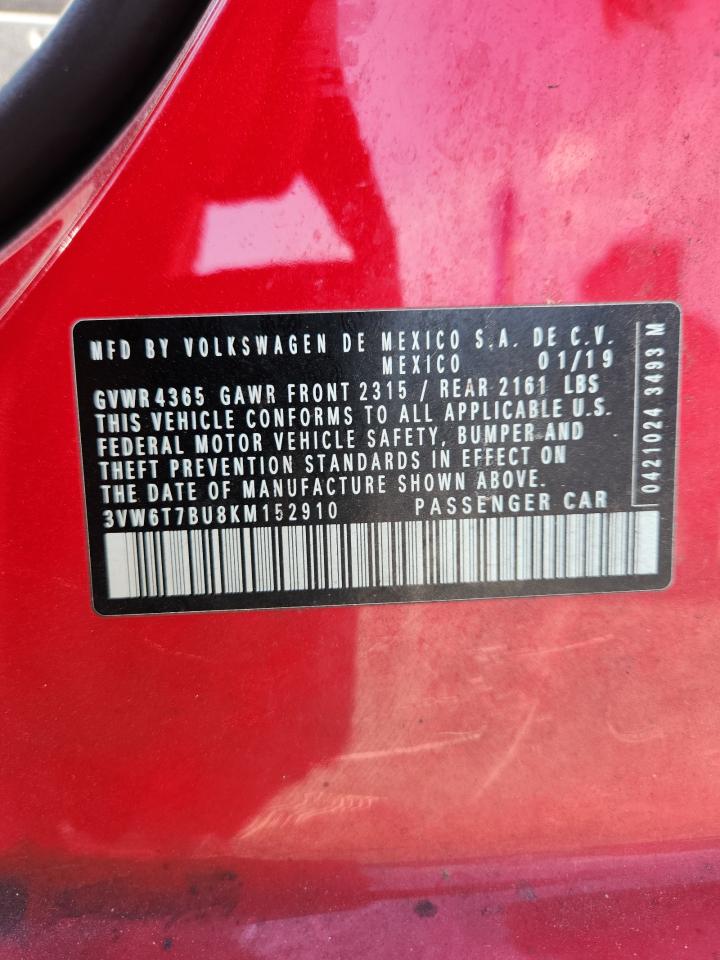 MFD BY VOLKSWAGEN DE MEXICO S.A. DE C.V.
MEXICO 01/19
GVWR 4365 GAWR FRONT 2315 / REAR 2161 LBS
THIS VEHICLE CONFORMS TO ALL APPLICABLE U.S.
FEDERAL MOTOR VEHICLE SAFETY, BUMPER AND
THEFT PREVENTION STANDARDS IN EFFECT ON
THE DATE OF MANUFACTURE SHOWN ABOVE.
3VW6T7BU8KM152910 PASSENGER CAR
0421024 3493 M